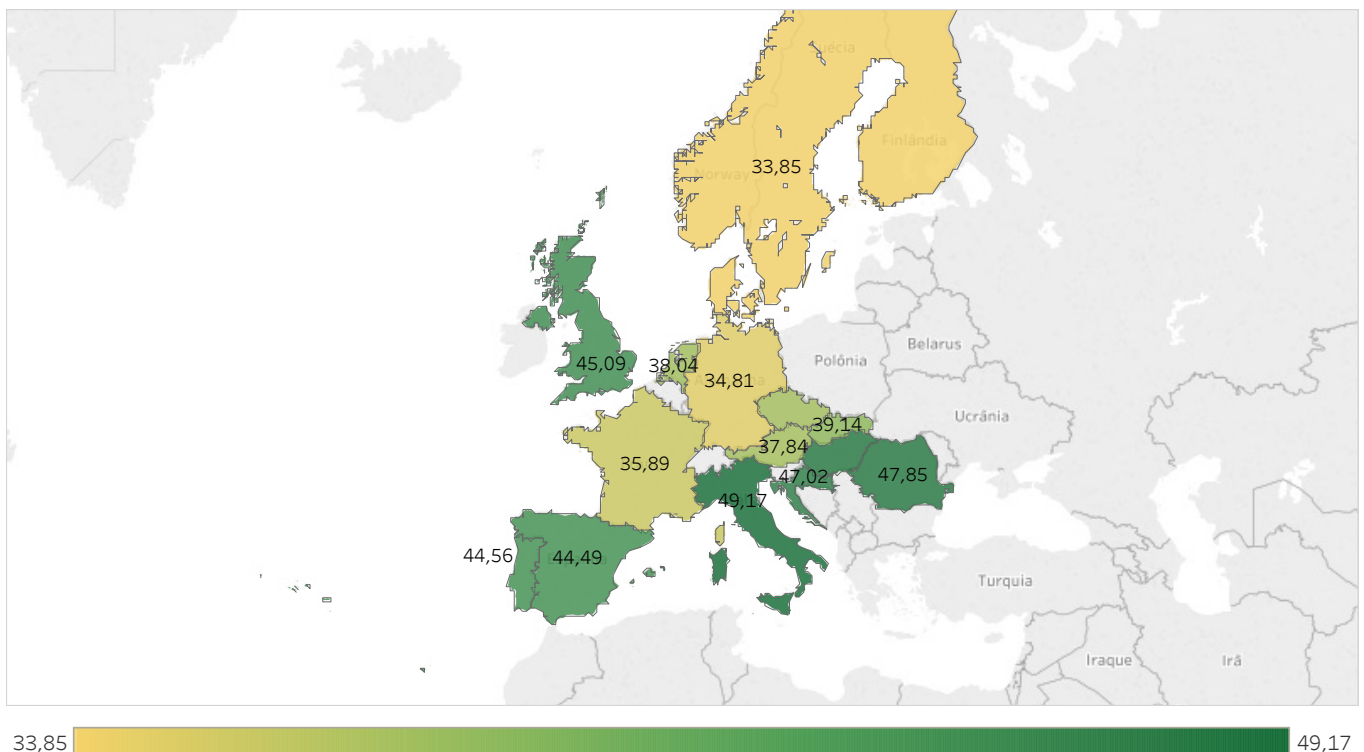 Suécia
Finlândia
33,85
Norway
45,09
38,04
34,81
Polónia
Belarus
Ucrânia
39,14
37,84
35,89
47,02
47,85
49,17
44,56
44,49
Turquia
Iraque
Irã
33,85
49,17